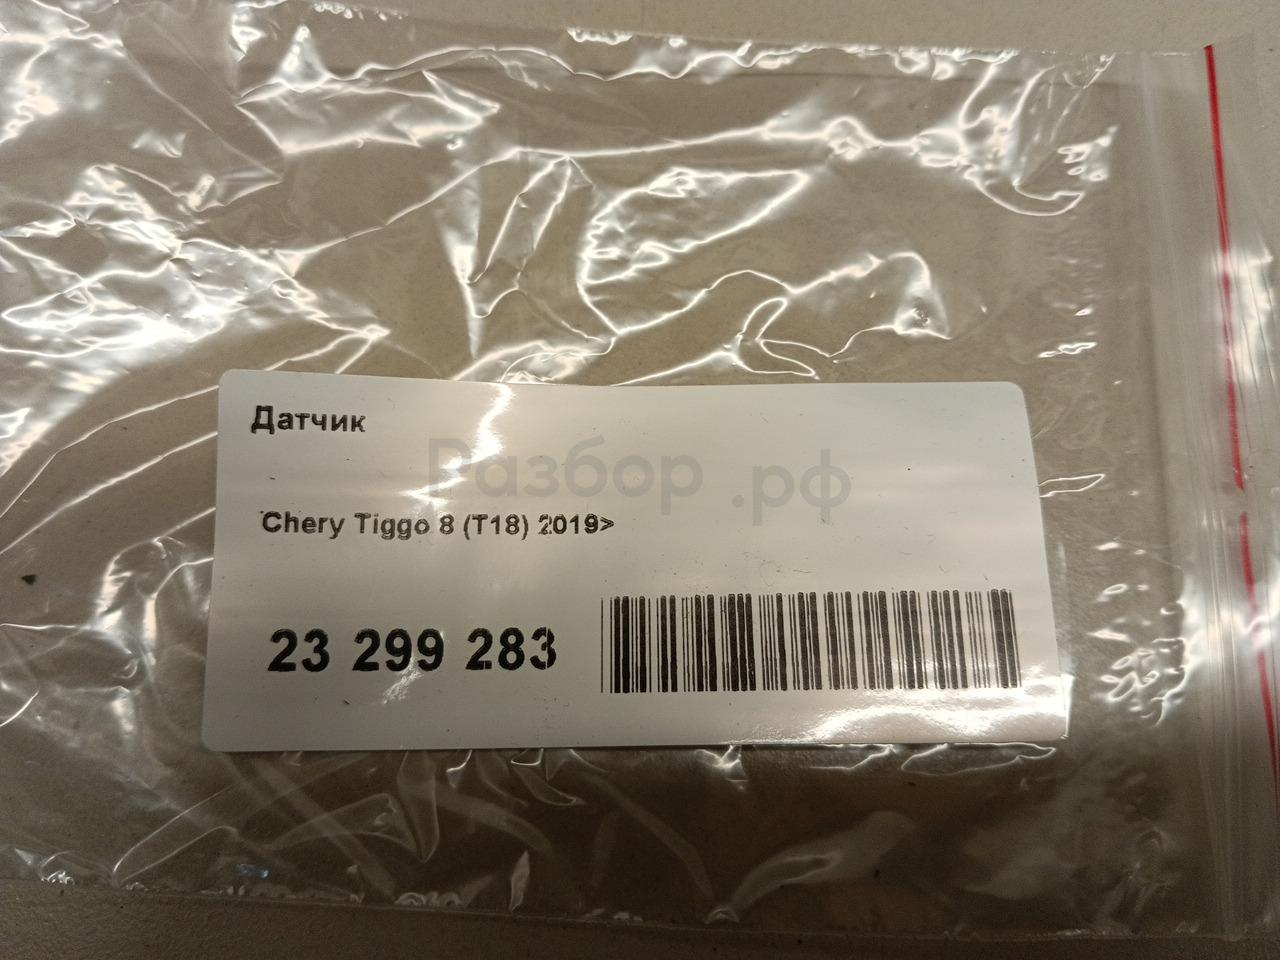 Датчик
Разбор.рф
Chery Tiggo 8 (T18) 2019>
23 299 283